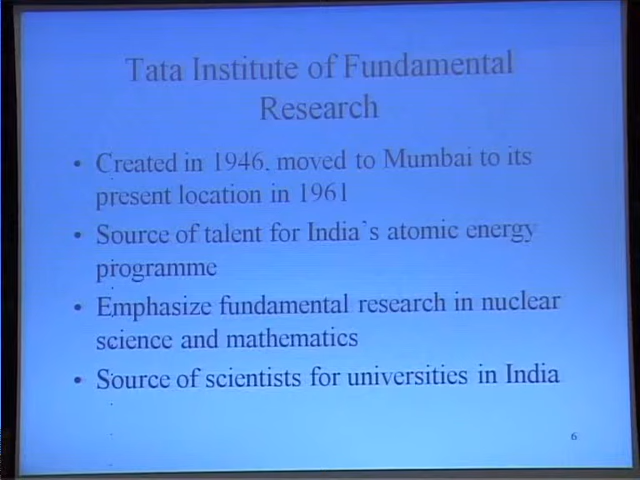 Tata Institute of Fundamental
Research
• Created in 1946, moved to Mumbai to its
present location in 1961
• Source of talent for India`s atomic energy
programme
• Emphasize fundamental research in nuclear
science and mathematics
• Source of scientists for universities in India
6